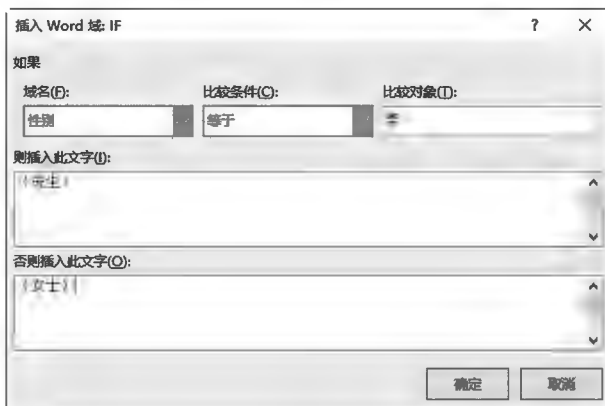 插入 Word 域: IF ? ×
如果
域名(F): 比较条件(C): 比较对象(T):
性别 等于
则插入此文字(I):
(先生)
否则插入此文字(O):
(女士)
确定 取消